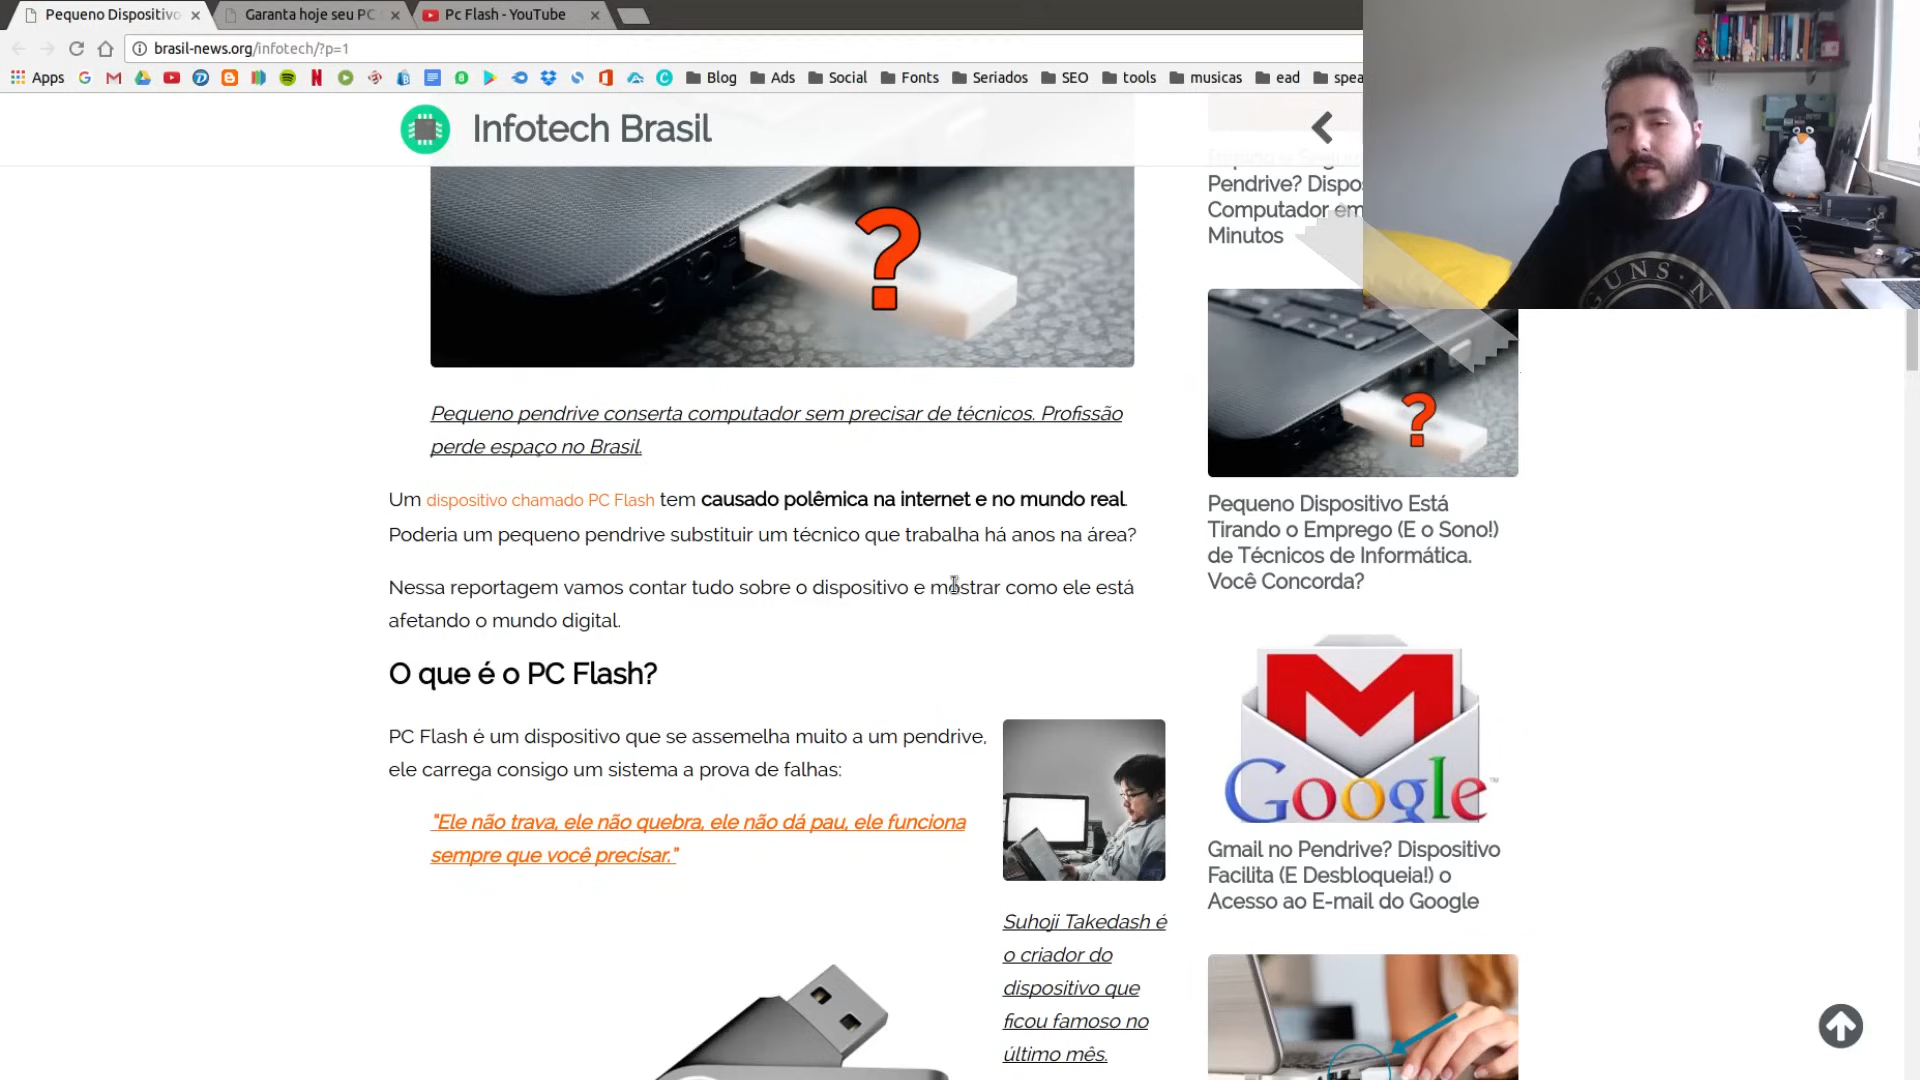 Pequeno Dispositivo
Garanta hoje seu PC
Pc Flash - YouTube
brasil-news.org/infotech/?p=1
Apps
Blog
Ads
Social
Fonts
Seriados
SEO
tools
musicas
ead
spea
Infotech Brasil
?
Pequeno pendrive conserta computador sem precisar de técnicos. Profissão
perde espaço no Brasil.
Um dispositivo chamado PC Flash tem causado polêmica na internet e no mundo real.
Poderia um pequeno pendrive substituir um técnico que trabalha há anos na área?
Nessa reportagem vamos contar tudo sobre o dispositivo e mostrar como ele está
afetando o mundo digital.
O que é o PC Flash?
PC Flash é um dispositivo que se assemelha muito a um pendrive,
ele carrega consigo um sistema a prova de falhas:
"Ele não trava, ele não quebra, ele não dá pau, ele funciona
sempre que você precisar."
Suhoji Takedash é
o criador do
dispositivo que
ficou famoso no
último mês.
Pendrive? Dispo
Computador em
Minutos
?
Pequeno Dispositivo Está
Tirando o Emprego (E o Sono!)
de Técnicos de Informática.
Você Concorda?
Google
Gmail no Pendrive? Dispositivo
Facilita (E Desbloqueia!) o
Acesso ao E-mail do Google
GUNS · N